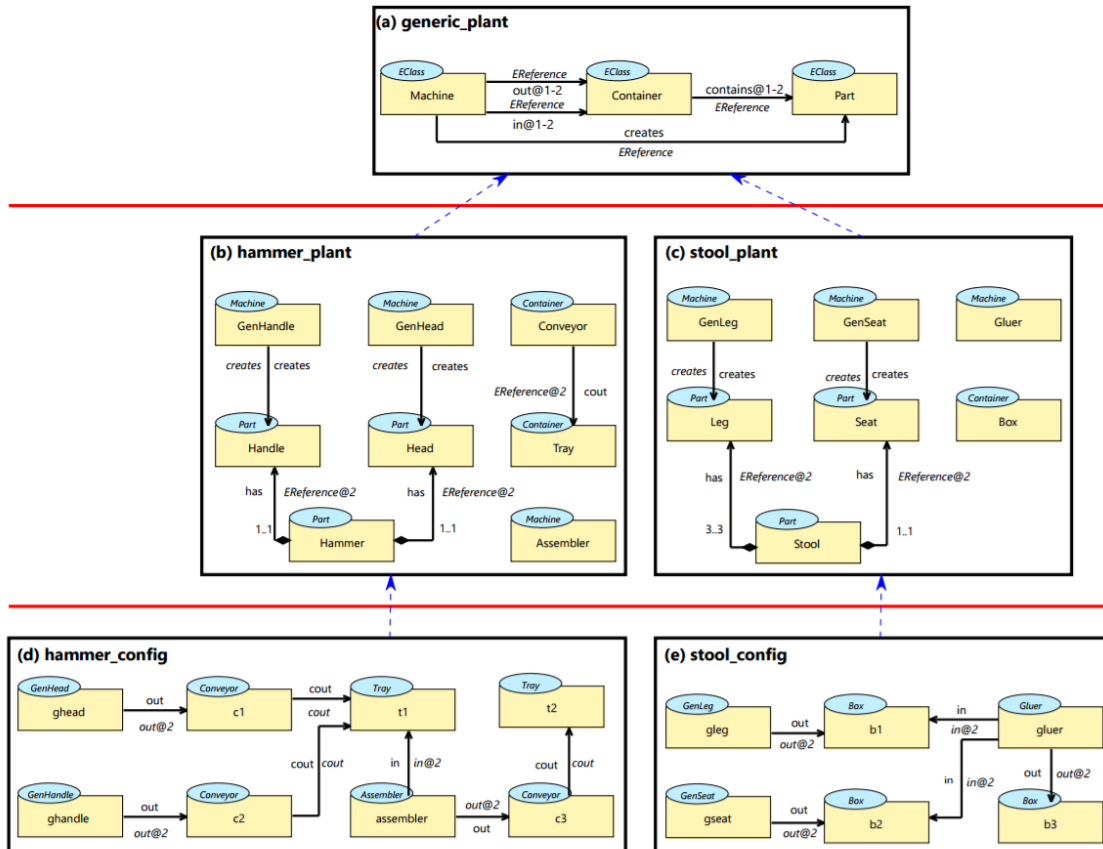 (a) generic_plant
EClass
Machine
EReference
out@1-2
EReference
in@1-2
EClass
Container
contains@1-2
EReference
EClass
Part
creates
EReference
(b) hammer_plant
Machine
GenHandle
Machine
GenHead
Container
Conveyor
creates creates
creates creates
EReference@2 cout
Part
Handle
Part
Head
Container
Tray
has EReference@2
has EReference@2
1..1
Part
Hammer
1..1
Machine
Assembler
(c) stool_plant
Machine
GenLeg
Machine
GenSeat
Machine
Gluer
creates creates
creates creates
Part
Leg
Part
Seat
Container
Box
has EReference@2
has EReference@2
3..3
Part
Stool
1..1
(d) hammer_config
GenHead
ghead
out
out@2
Conveyor
c1
cout
cout
Tray
t1
Tray
t2
cout cout
in in@2
cout cout
GenHandle
ghandle
out
out@2
Conveyor
c2
Assembler
assembler
out@2
out
Conveyor
c3
(e) stool_config
GenLeg
gleg
out
out@2
Box
b1
in
in@2
Gluer
gluer
in in@2
out out@2
GenSeat
gseat
out
out@2
Box
b2
Box
b3